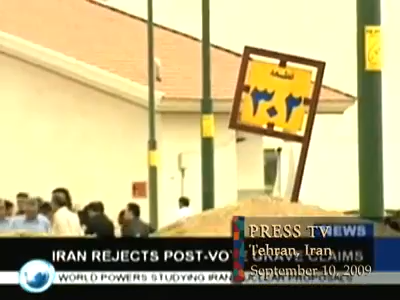 قطعه
۳۰۲
PRESS TV
NEWS
Tehran, Iran
IRAN REJECTS POST-VOTE GRAVE CLAIMS
September 10, 2009
WORLD POWERS STUDYING IRAN